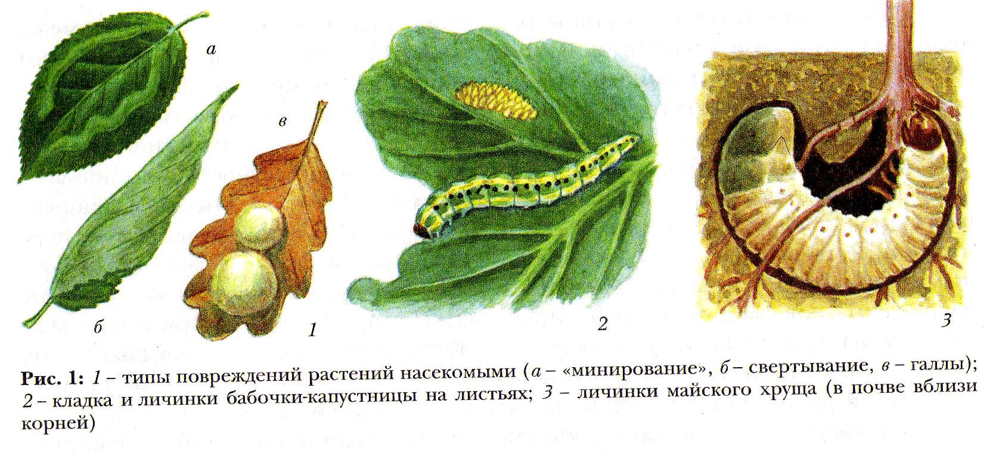 а
в
б
1
2
3
Рис. 1: 1 – типы повреждений растений насекомыми (а – «минирование», б – свертывание, в – галлы);
2 – кладка и личинки бабочки-капустницы на листьях; 3 – личинки майского хруща (в почве вблизи
корней)